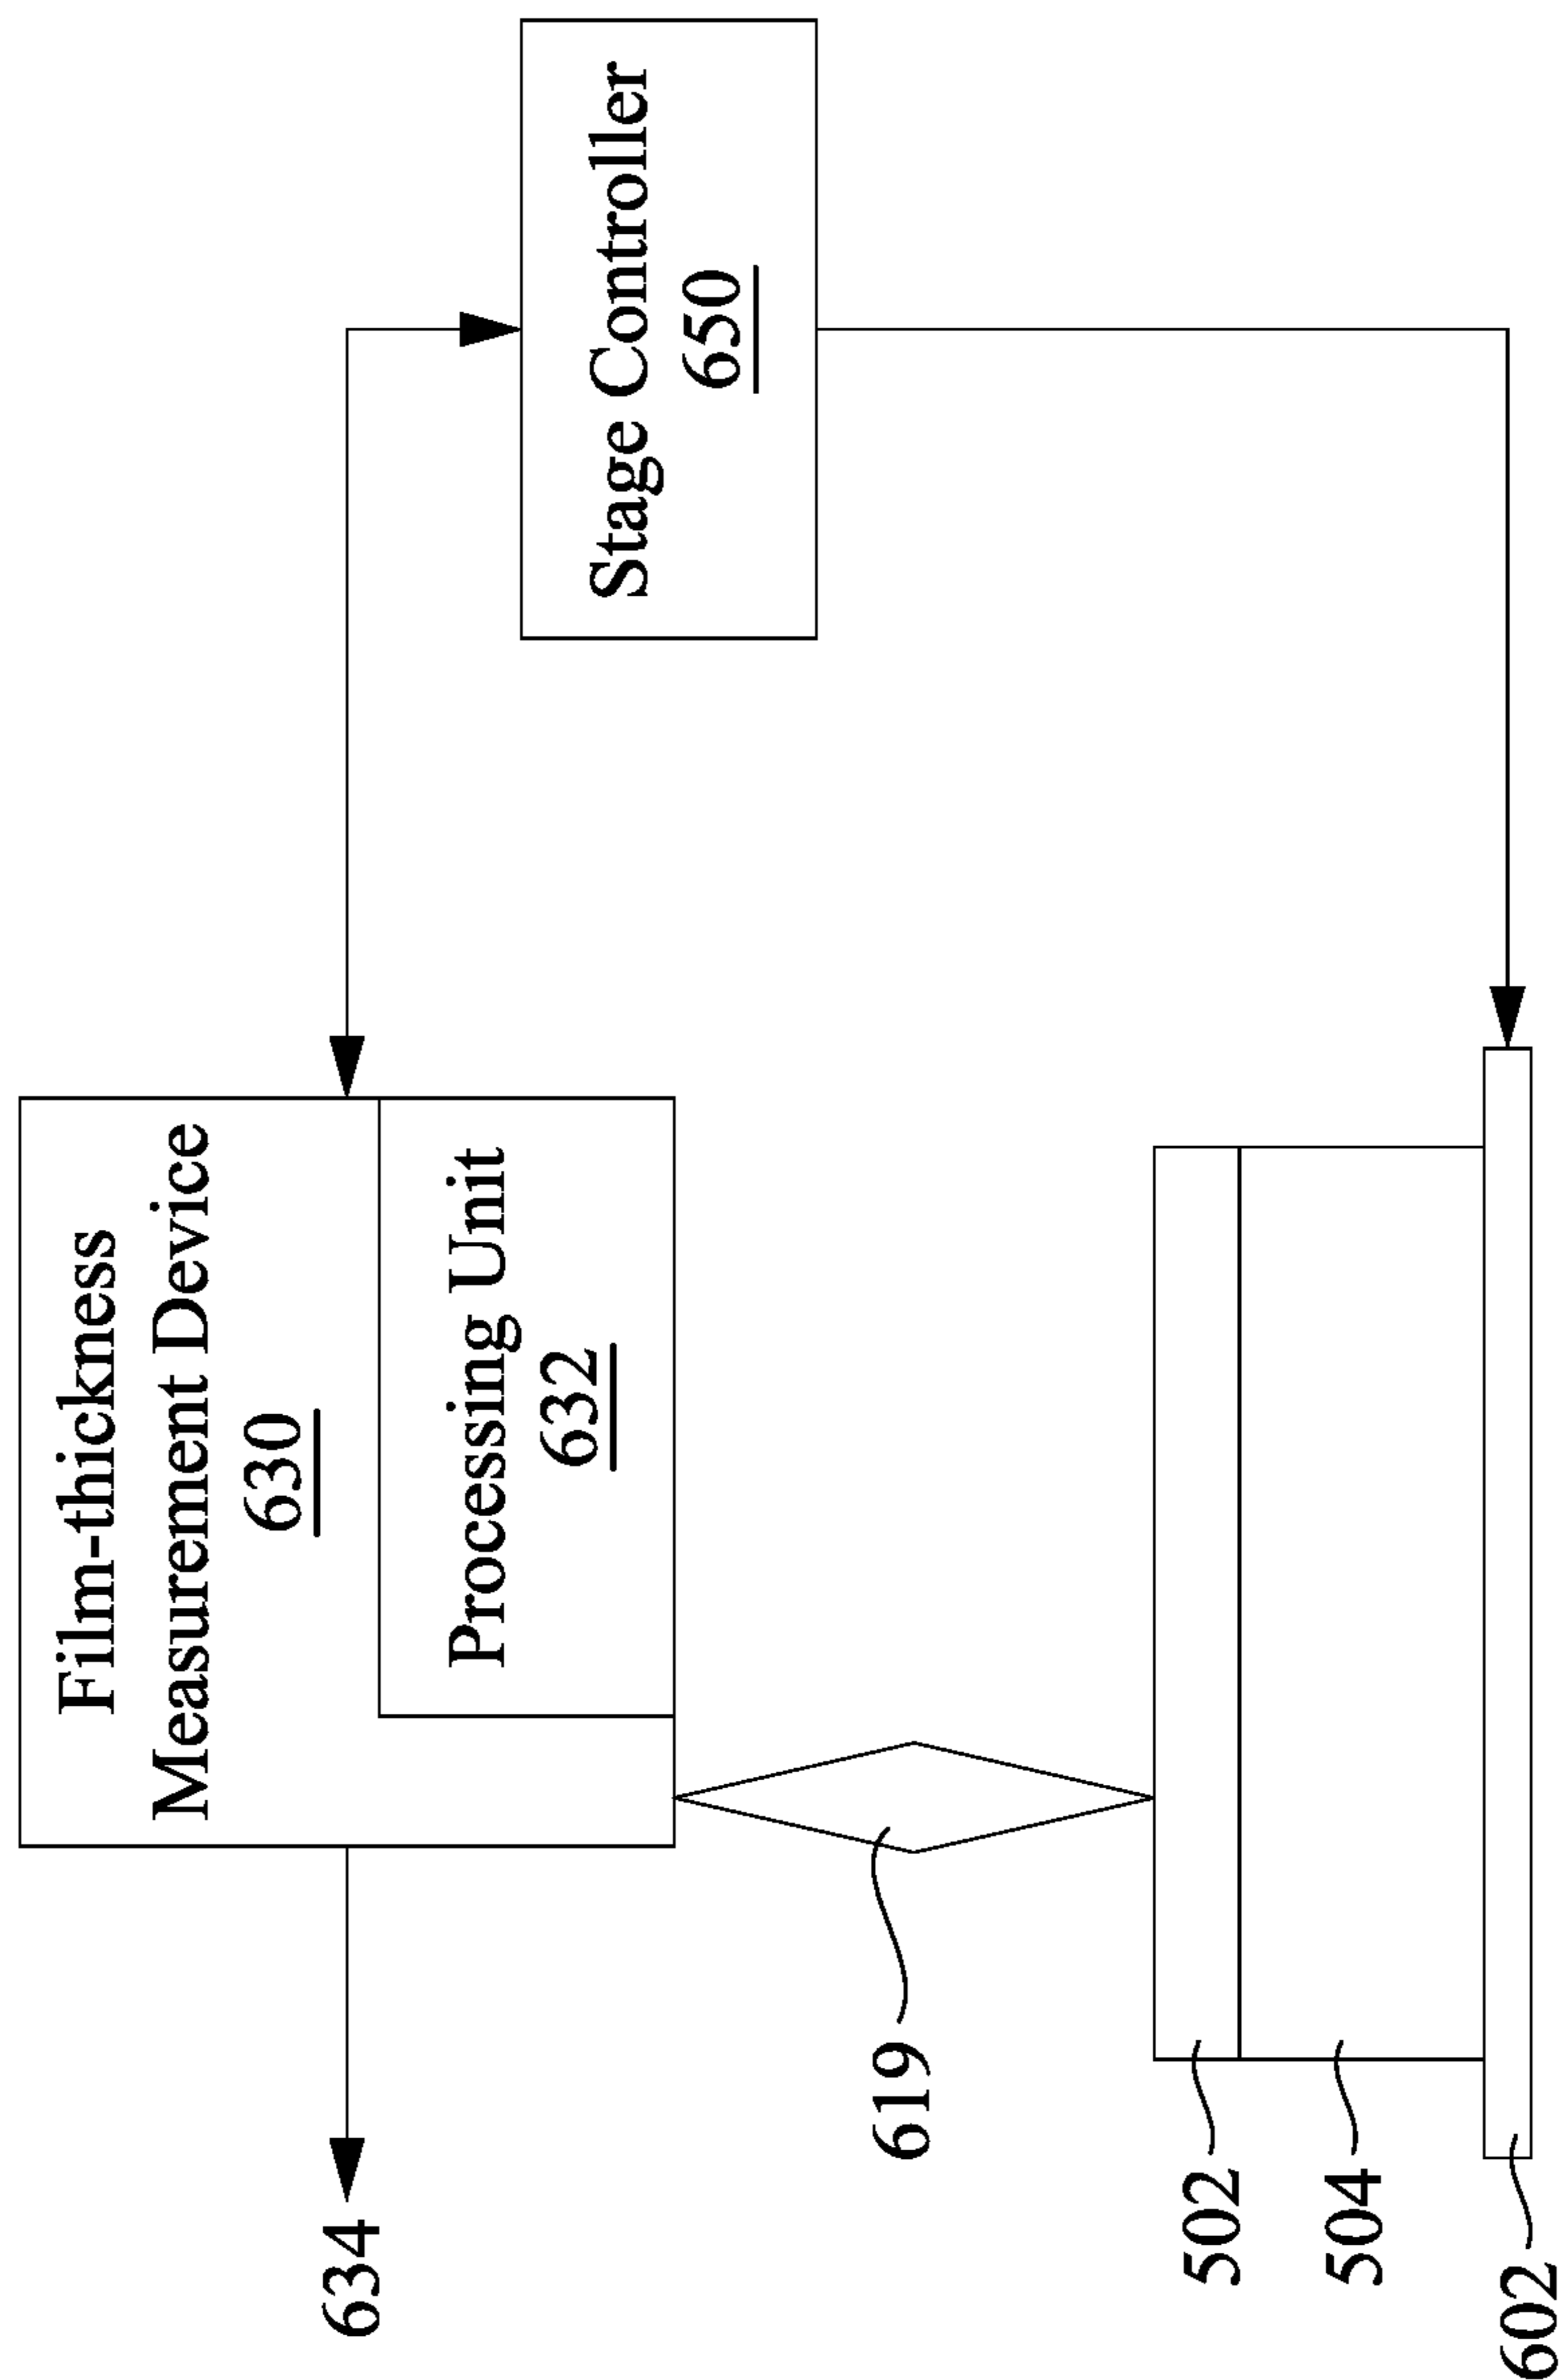 634
Film-thickness
Measurement Device
630
Processing Unit
632
Stage Controller
650
619
502
504
602